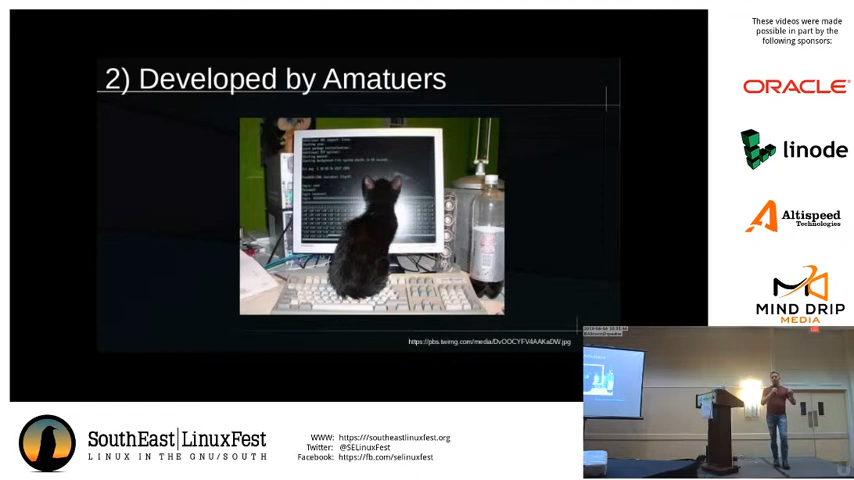 These videos were made
possible in part by the
following sponsors:
2) Developed by Amatuers
ORACLE
linode
Altispeed
Technologies
MIND DRIP
MEDIA
https://pbs.twimg.com/media/DvOOCYFV4AAKaDW.jpg
SouthEast|LinuxFest
LINUX IN THE GNU/SOUTH
WWW: https://southeastlinuxfest.org
Twitter: @SELinuxFest
Facebook: https://fb.com/selinuxfest